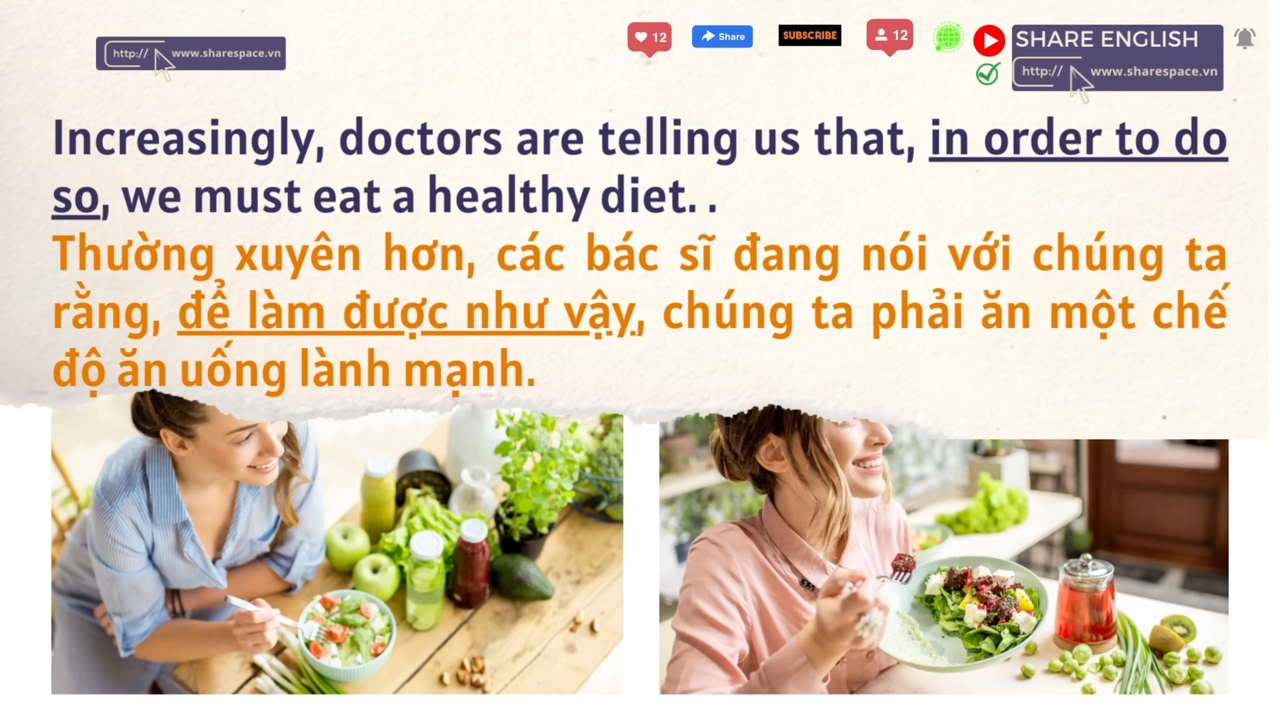 http:// www.sharespace.vn
12
Share
SUBSCRIBE
12
SHARE ENGLISH
http:// www.sharespace.vn
Increasingly, doctors are telling us that, in order to do
so, we must eat a healthy diet. .
Thường xuyên hơn, các bác sĩ đang nói với chúng ta
rằng, để làm được như vậy, chúng ta phải ăn một chế
độ ăn uống lành mạnh.